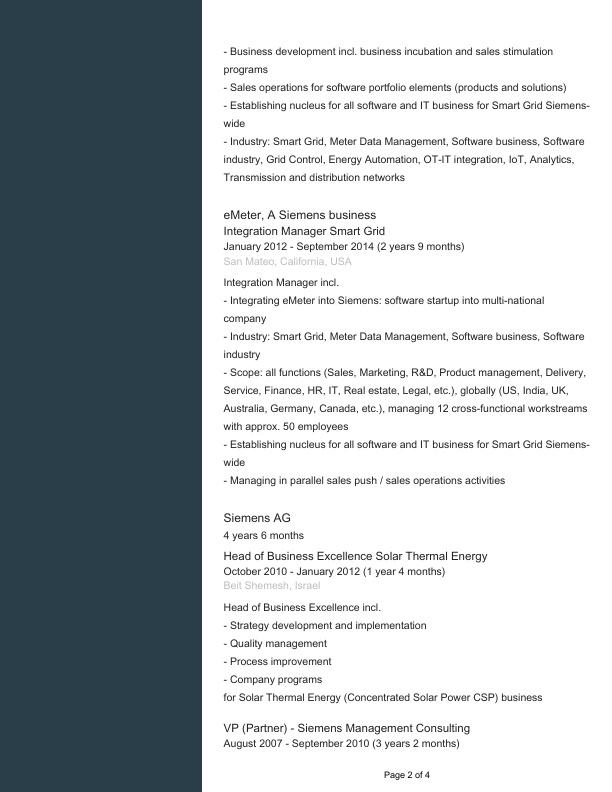 - Business development incl. business incubation and sales stimulation
programs
- Sales operations for software portfolio elements (products and solutions)
- Establishing nucleus for all software and IT business for Smart Grid Siemens-
wide
- Industry: Smart Grid, Meter Data Management, Software business, Software
industry, Grid Control, Energy Automation, OT-IT integration, IoT, Analytics,
Transmission and distribution networks
eMeter, A Siemens business
Integration Manager Smart Grid
January 2012 - September 2014 (2 years 9 months)
San Mateo, California, USA
Integration Manager incl.
- Integrating eMeter into Siemens: software startup into multi-national
company
- Industry: Smart Grid, Meter Data Management, Software business, Software
industry
- Scope: all functions (Sales, Marketing, R&D, Product management, Delivery,
Service, Finance, HR, IT, Real estate, Legal, etc.), globally (US, India, UK,
Australia, Germany, Canada, etc.), managing 12 cross-functional workstreams
with approx. 50 employees
- Establishing nucleus for all software and IT business for Smart Grid Siemens-
wide
- Managing in parallel sales push / sales operations activities
Siemens AG
4 years 6 months
Head of Business Excellence Solar Thermal Energy
October 2010 - January 2012 (1 year 4 months)
Beit Shemesh, Israel
Head of Business Excellence incl.
- Strategy development and implementation
- Quality management
- Process improvement
- Company programs
for Solar Thermal Energy (Concentrated Solar Power CSP) business
VP (Partner) - Siemens Management Consulting
August 2007 - September 2010 (3 years 2 months)
Page 2 of 4